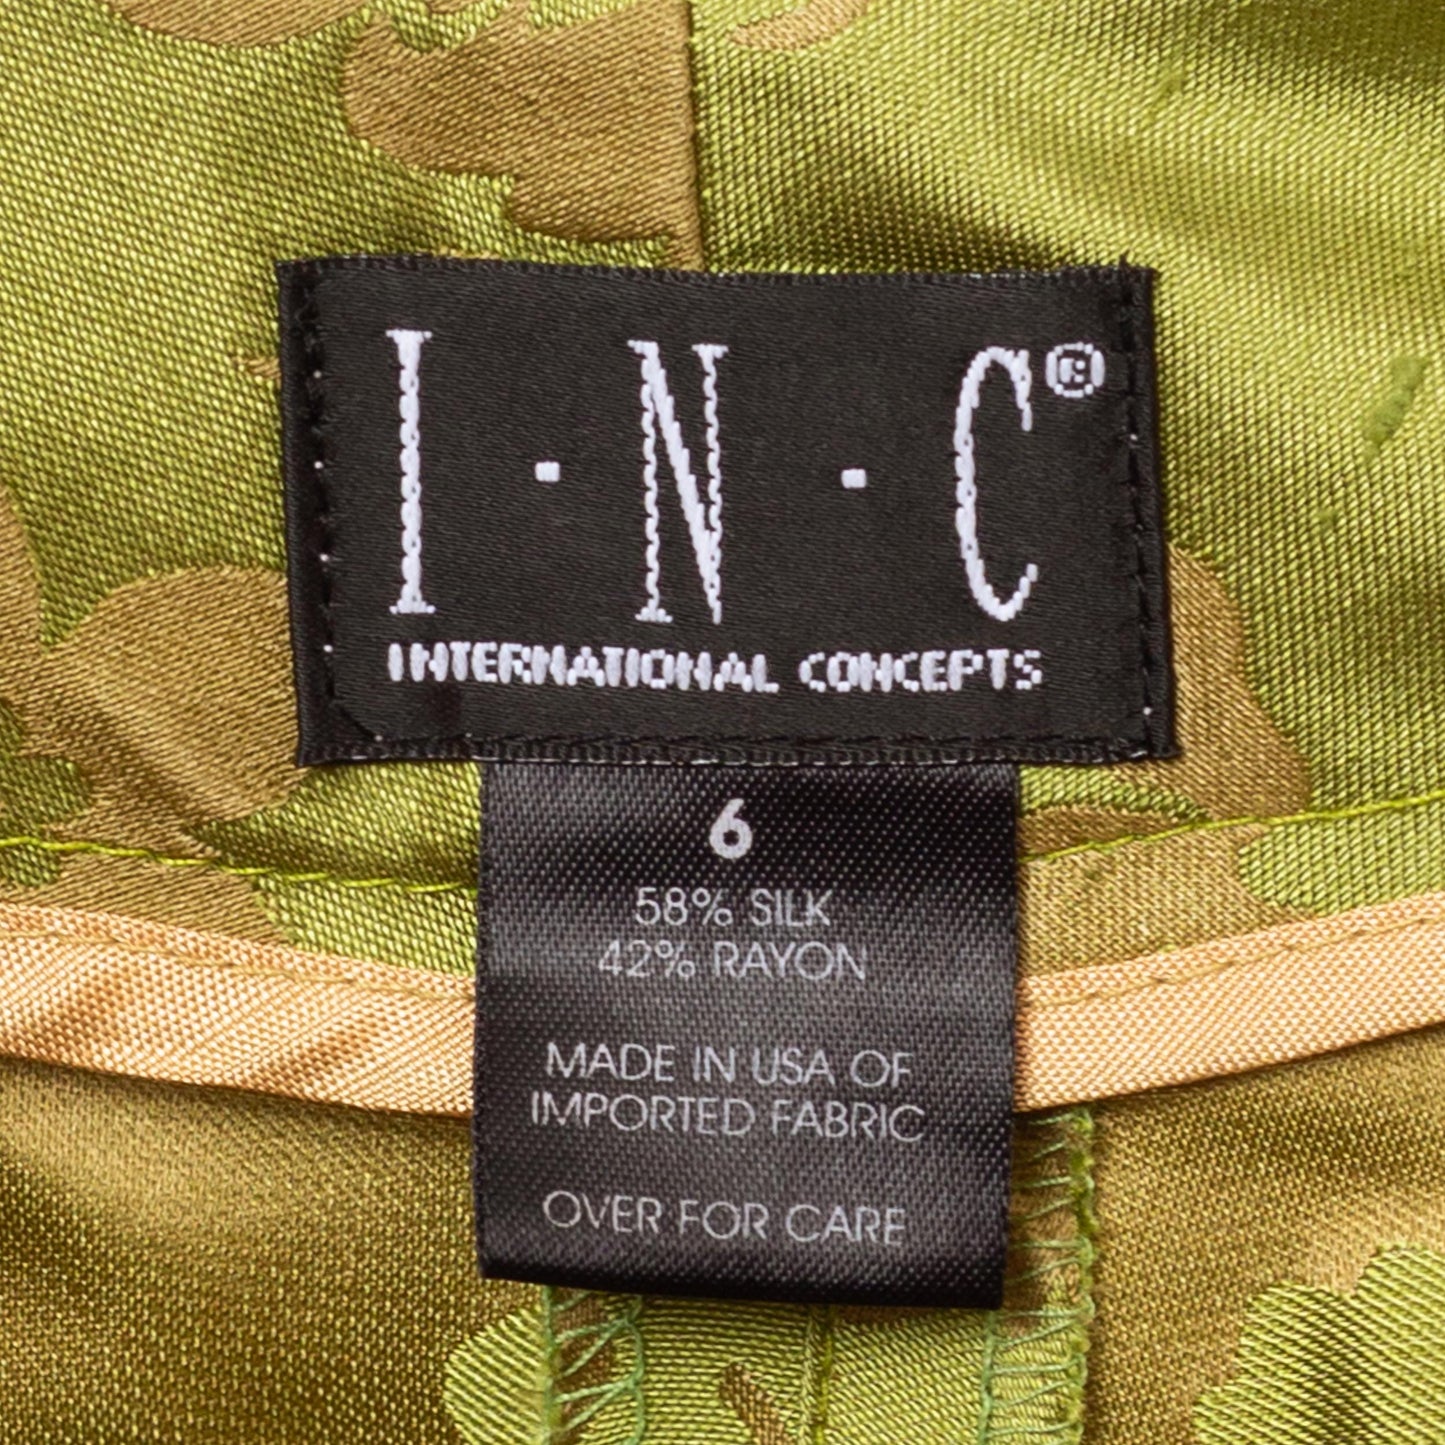 I · N · C®
INTERNATIONAL CONCEPTS
6
58% SILK
42% RAYON
MADE IN USA OF
IMPORTED FABRIC
OVER FOR CARE